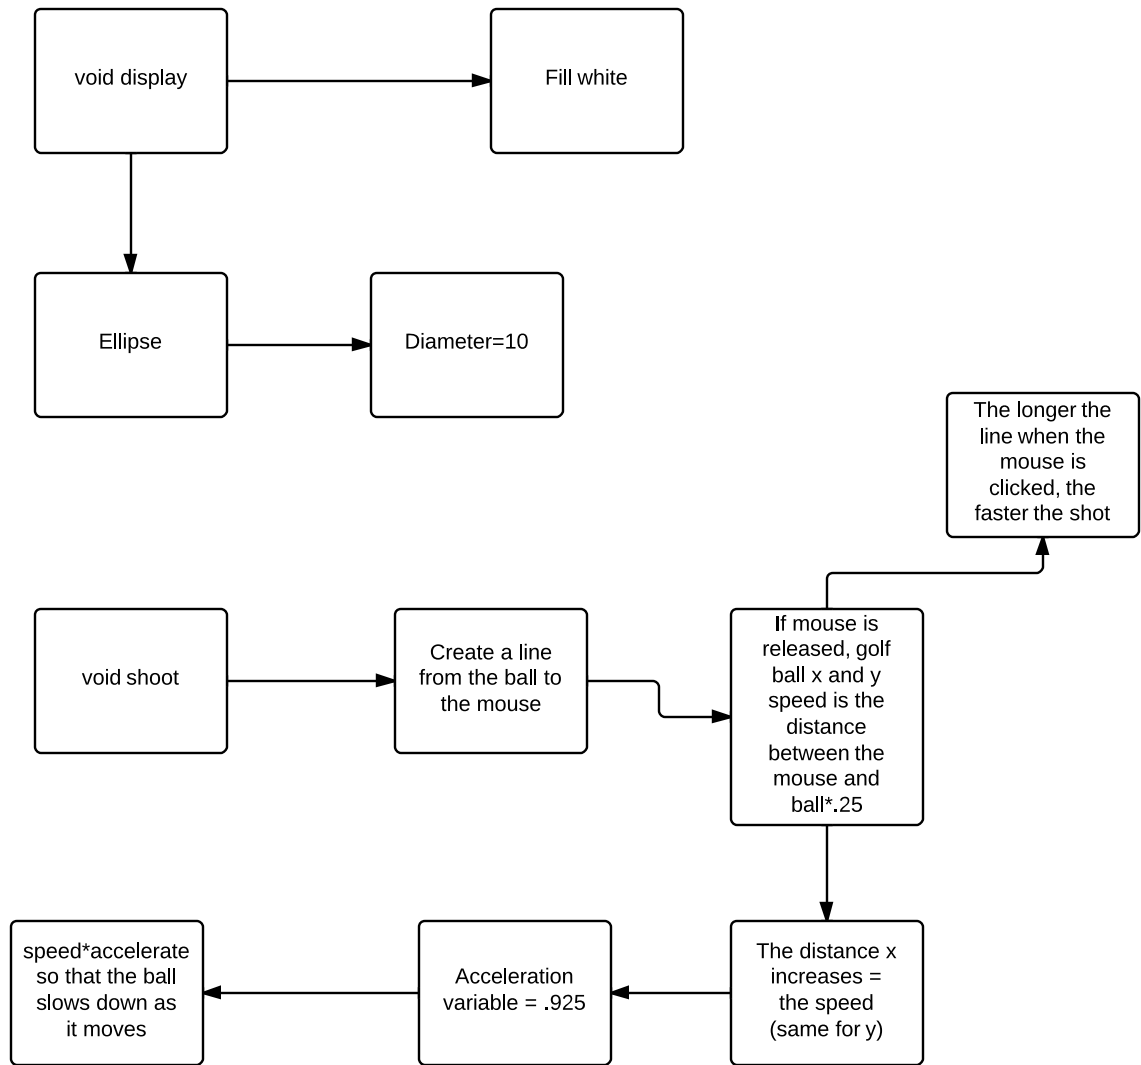 void display
Fill white
Ellipse
Diameter=10
The longer the
line when the
mouse is
clicked, the
faster the shot
void shoot
Create a line
from the ball to
the mouse
If mouse is
released, golf
ball x and y
speed is the
distance
between the
mouse and
ball*.25
speed*accelerate
so that the ball
slows down as
it moves
Acceleration
variable = .925
The distance x
increases =
the speed
(same for y)